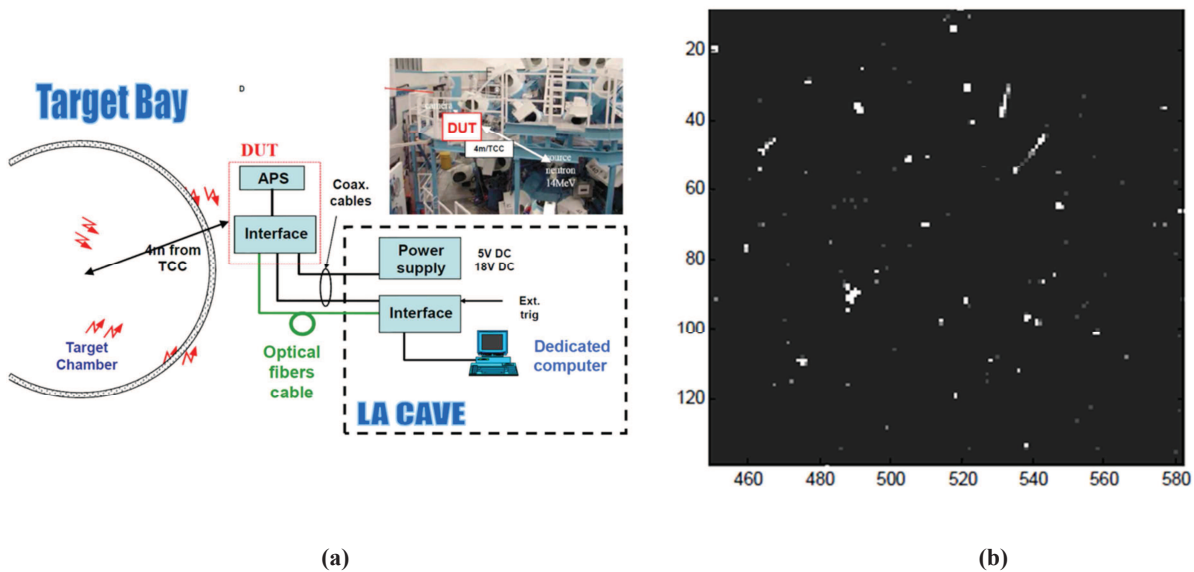 Target Bay
D
DUT
APS
Interface
Coax.
cables
4m from
TCC
Target
Chamber
Optical
fibers
cable
Power
supply
5V DC
18V DC
Interface
Ext.
trig
Dedicated
computer
LA CAVE
camera
DUT
4m/TCC
source
neutron
14MeV
(a)
20
40
60
80
100
120
460
480
500
520
540
560
580
(b)